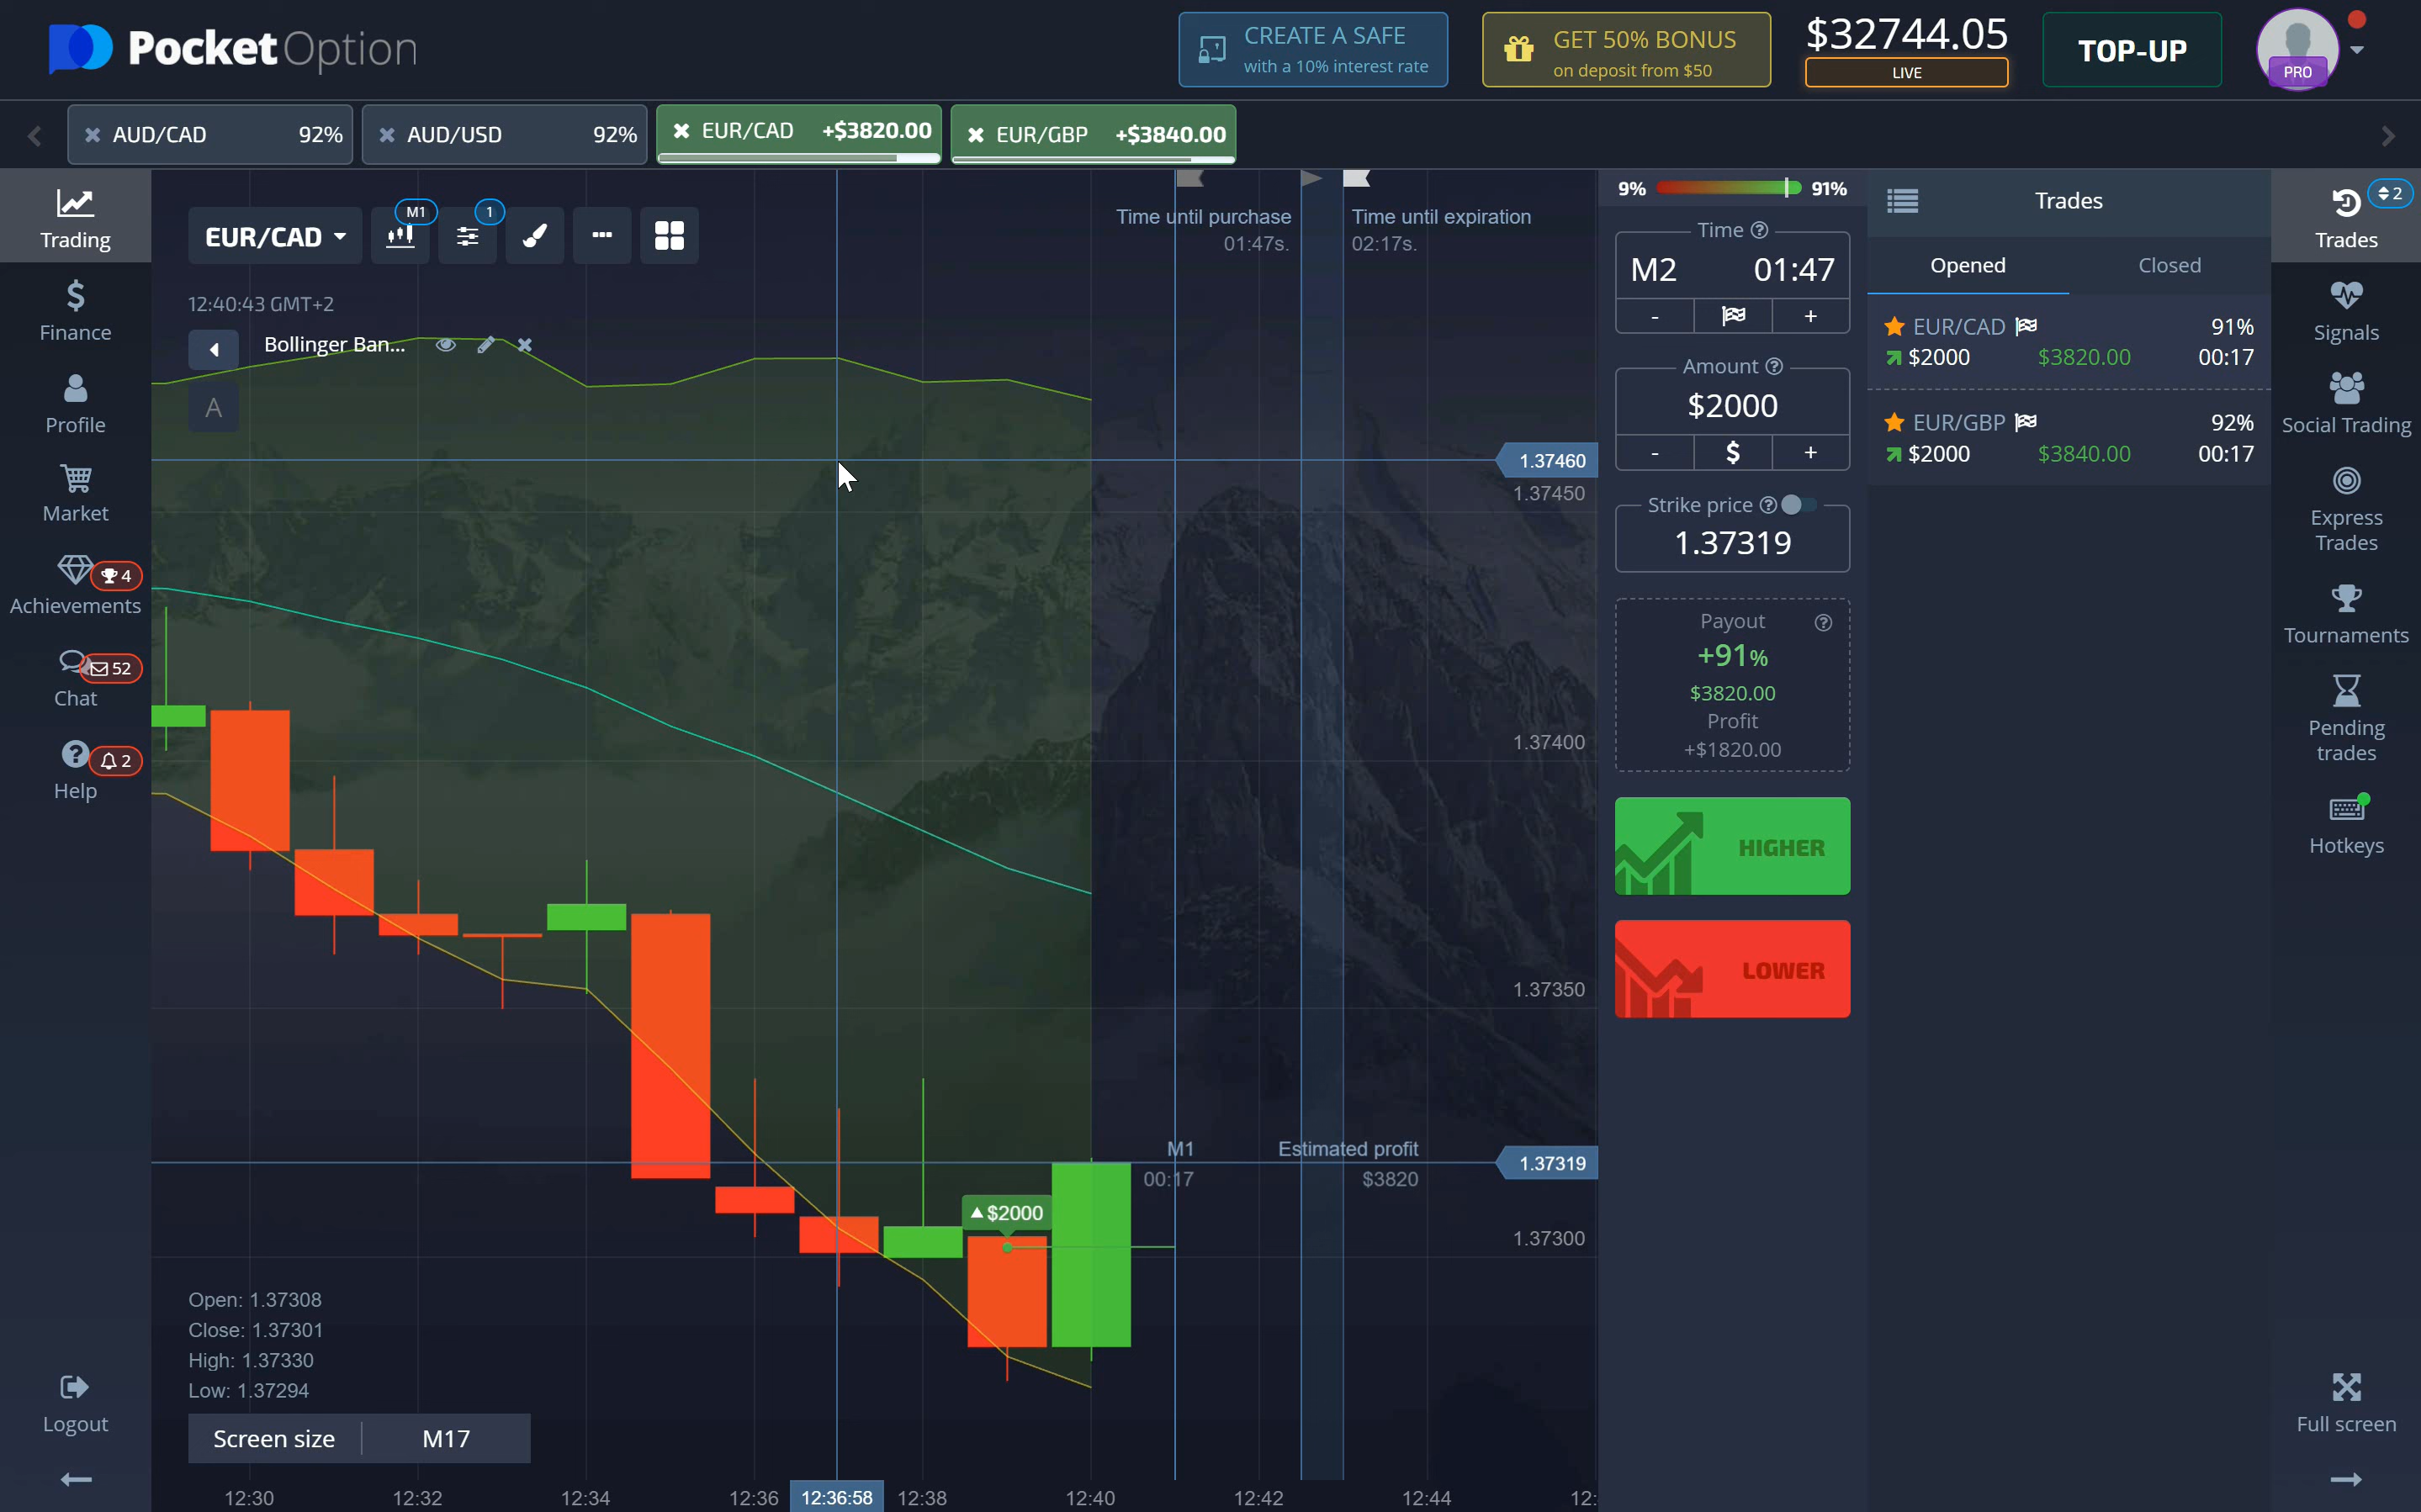 PocketOption
CREATE A SAFE
with a 10% interest rate
GET 50% BONUS
on deposit from $50
$32744.05
LIVE
TOP-UP
PRO
AUD/CAD 92%
AUD/USD 92%
EUR/CAD +$3820.00
EUR/GBP +$3840.00
Trading
Finance
Profile
Market
4
Achievements
52
Chat
2
Help
Logout
EUR/CAD
M1
1
12:40:43 GMT+2
Bollinger Ban...
A
Time until purchase
01:47s.
Time until expiration
02:17s.
1.37460
1.37450
1.37400
1.37350
1.37319
1.37300
M1
00:17
Estimated profit
$3820
$2000
Open: 1.37308
Close: 1.37301
High: 1.37330
Low: 1.37294
Screen size M17
12:30 12:32 12:34 12:36 12:36:58 12:38 12:40 12:42 12:44 12:
9% 91%
Time
M2 01:47
- +
Amount
$2000
- $ +
Strike price
1.37319
Payout
+91%
$3820.00
Profit
+$1820.00
HIGHER
LOWER
Trades
Opened Closed
EUR/CAD 91%
$2000 $3820.00 00:17
EUR/GBP 92%
$2000 $3840.00 00:17
2
Trades
Signals
Social Trading
Express
Trades
Tournaments
Pending
trades
Hotkeys
Full screen